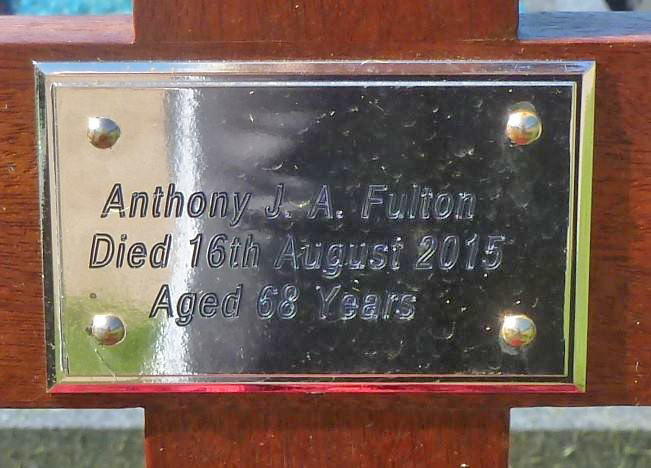 Anthony J. A. Fulton
Died 16th August 2015
Aged 68 Years